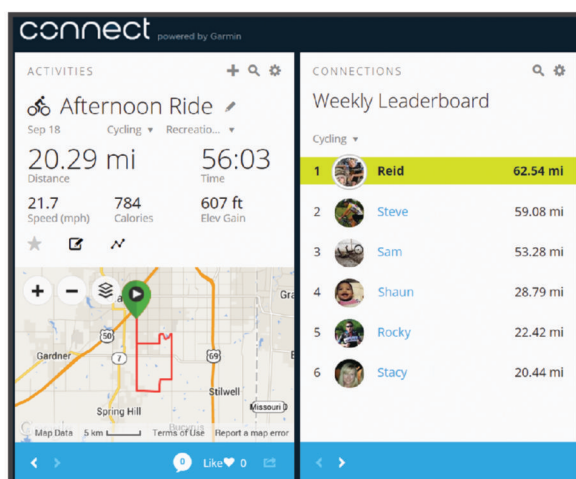 connect powered by Garmin
ACTIVITIES
Afternoon Ride
Sep 18 Cycling Recreatio...
20.29 mi 56:03
Distance Time
21.7 784 607 ft
Speed (mph) Calories Elev Gain
50
Gardner
7
69
Stilwell
Spring Hill
Missouri
Bucyrus
Map Data 5 km Terms of Use Report a map error
0 Like 0
CONNECTIONS
Weekly Leaderboard
Cycling
1 Reid 62.54 mi
2 Steve 59.08 mi
3 Sam 53.28 mi
4 Shaun 28.79 mi
5 Rocky 22.42 mi
6 Stacy 20.44 mi